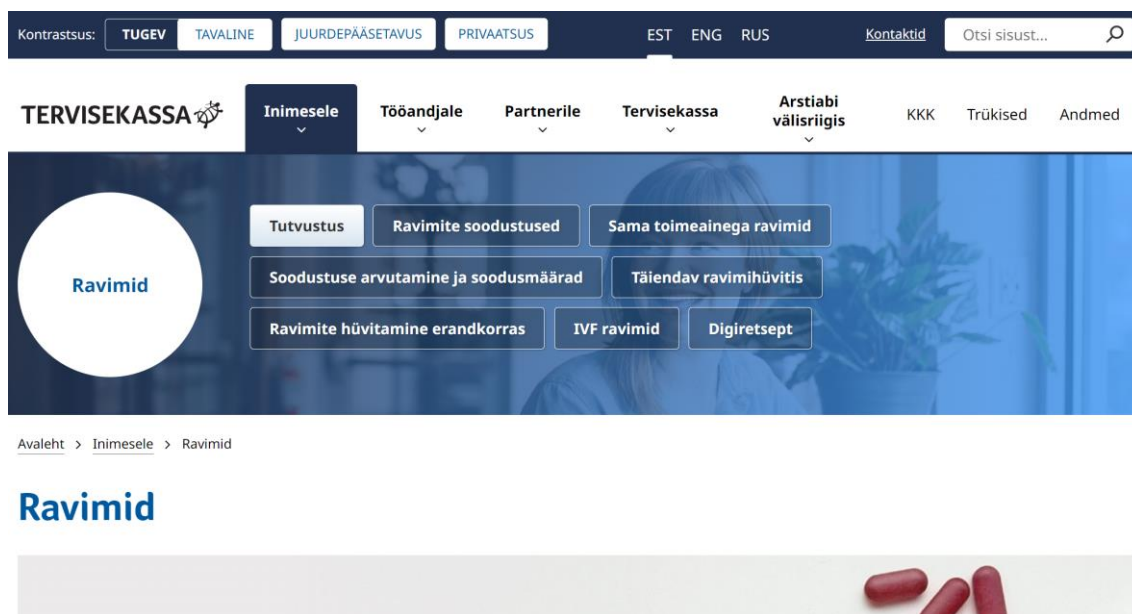 Kontrastsus: TUGEV TAVALINE JUURDEPÄÄSETAVUS PRIVAATSUS EST ENG RUS Kontaktid Otsi sisust...
TERVISEKASSA Inimesele Tööandjale Partnerile Tervisekassa Arstiabi välisriigis KKK Trükised Andmed
Ravimid
Tutvustus Ravimite soodustused Sama toimeainega ravimid
Soodustuse arvutamine ja soodusmäärad Täiendav ravimihüvitis
Ravimite hüvitamine erandkorras IVF ravimid Digiretsept
Avaleht > Inimesele > Ravimid
Ravimid